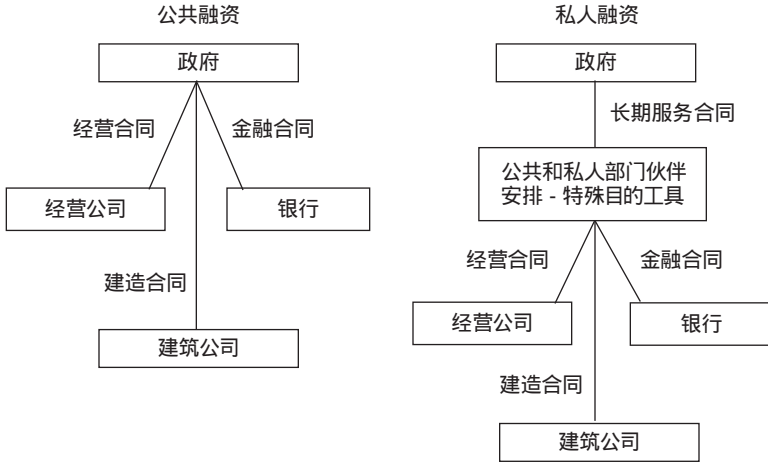 公共融资
政府
经营合同
金融合同
经营公司
银行
建造合同
建筑公司
私人融资
政府
长期服务合同
公共和私人部门伙伴
安排 - 特殊目的工具
经营合同
金融合同
经营公司
银行
建造合同
建筑公司